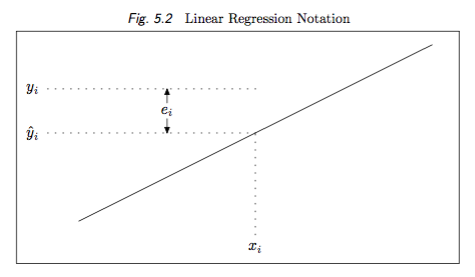 Fig. 5.2 Linear Regression Notation
yᵢ
eᵢ
ŷᵢ
xᵢ